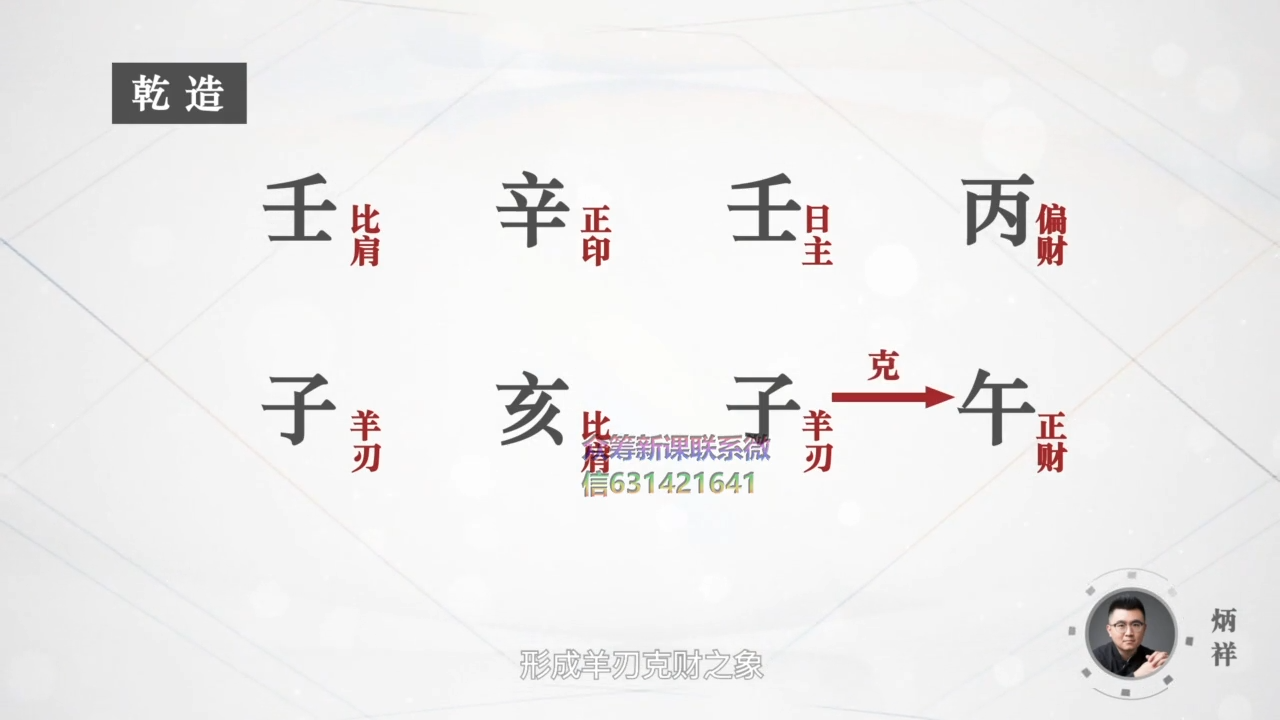 乾造
壬 比肩 辛 正印 壬 日主 丙 偏财
克
子 羊刃 亥 比肩 子 羊刃 午 正财
众筹新课联系微
信631421641
炳祥
形成羊刃克财之象